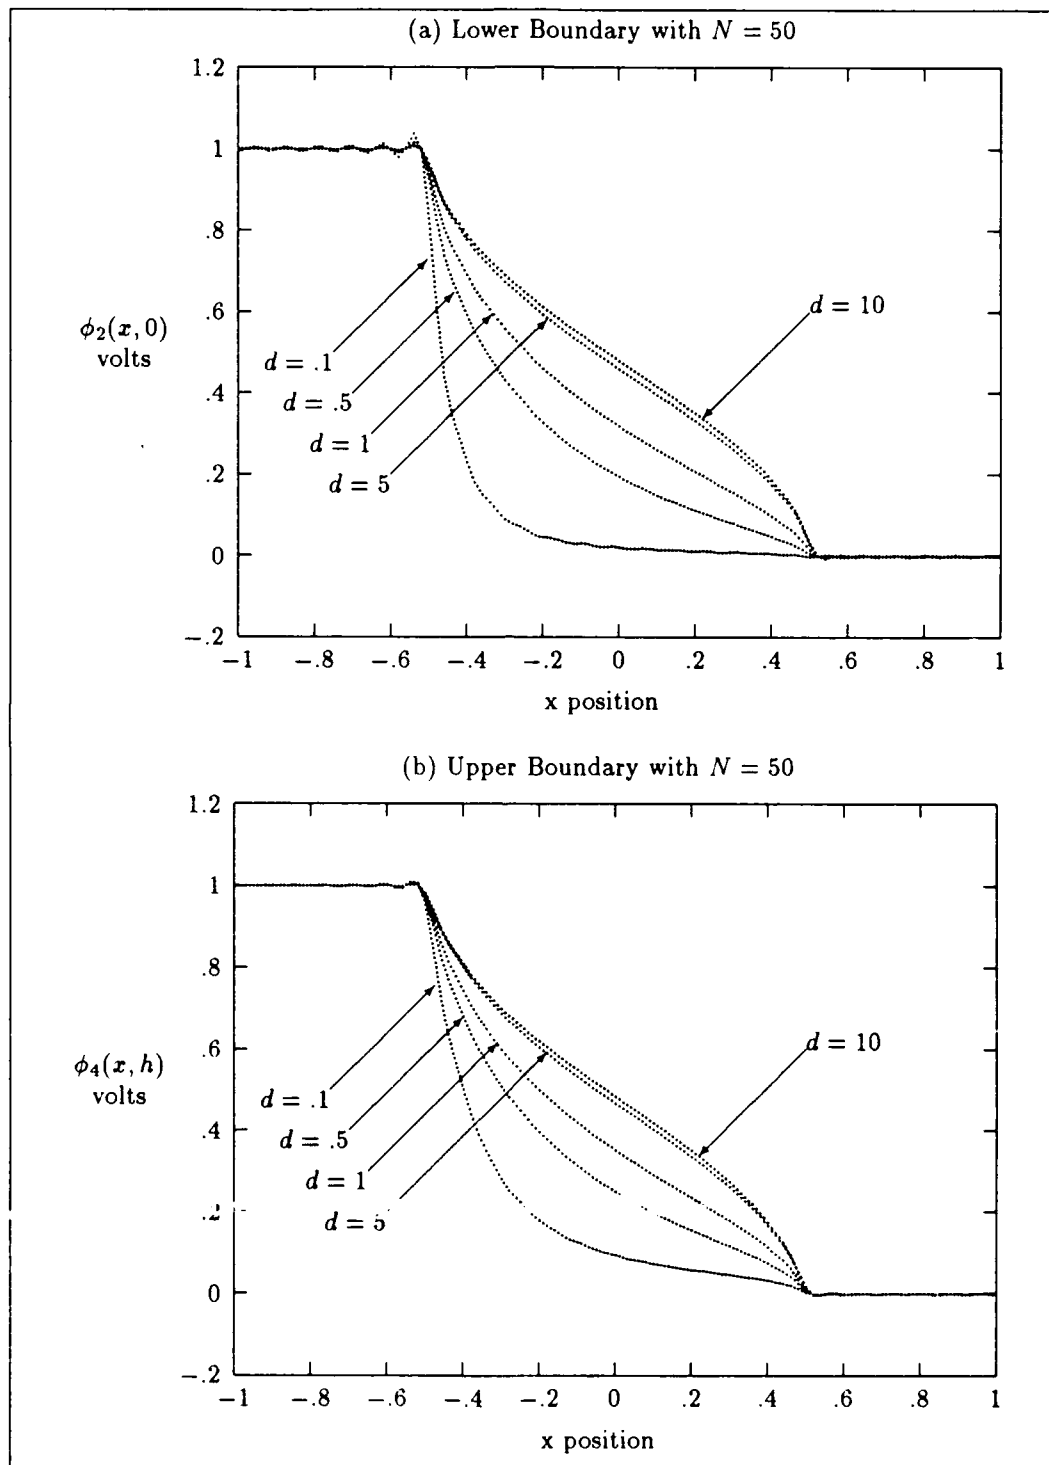 (a) Lower Boundary with N = 50
1.2
1
.8
.6
.4
.2
0
−.2
ϕ₂(x, 0)
volts
d = .1
d = .5
d = 1
d = 5
d = 10
−1 −.8 −.6 −.4 −.2 0 .2 .4 .6 .8 1
x position
(b) Upper Boundary with N = 50
1.2
1
.8
.6
.4
.2
0
−.2
ϕ₄(x, h)
volts
d = .1
d = .5
d = 1
d = 5
d = 10
−1 −.8 −.6 −.4 −.2 0 .2 .4 .6 .8 1
x position